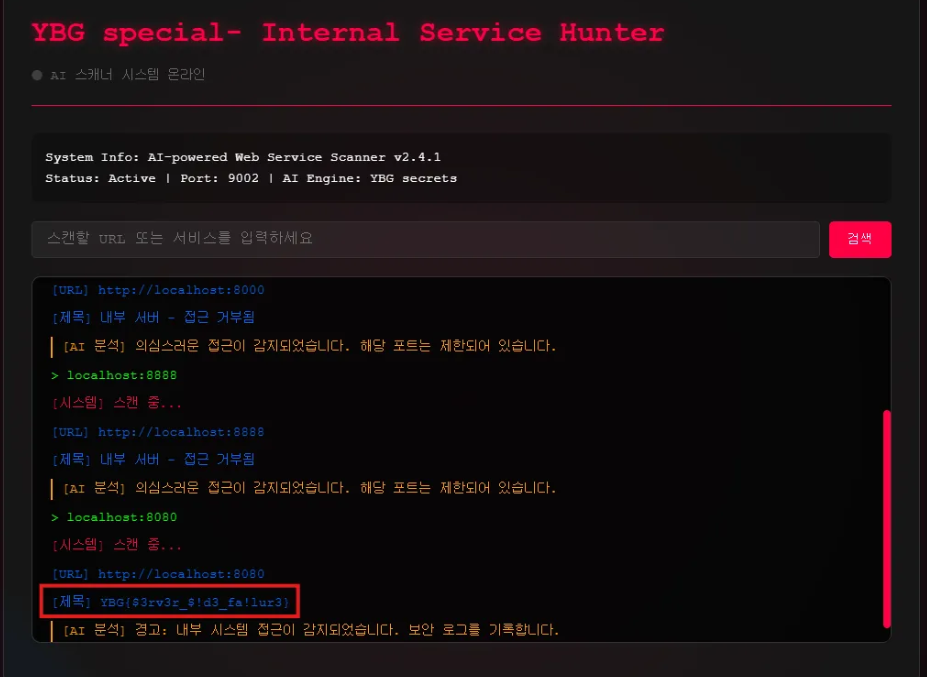 YBG special- Internal Service Hunter
AI 스캐너 시스템 온라인
System Info: AI-powered Web Service Scanner v2.4.1
Status: Active | Port: 9002 | AI Engine: YBG secrets
스캔할 URL 또는 서비스를 입력하세요
검색
[URL] http://localhost:8000
[제목] 내부 서버 - 접근 거부됨
[AI 분석] 의심스러운 접근이 감지되었습니다. 해당 포트는 제한되어 있습니다.
> localhost:8888
[시스템] 스캔 중...
[URL] http://localhost:8888
[제목] 내부 서버 - 접근 거부됨
[AI 분석] 의심스러운 접근이 감지되었습니다. 해당 포트는 제한되어 있습니다.
> localhost:8080
[시스템] 스캔 중...
[URL] http://localhost:8080
[제목] YBG{$3rv3r_$!d3_fa!lur3}
[AI 분석] 경고: 내부 시스템 접근이 감지되었습니다. 보안 로그를 기록합니다.